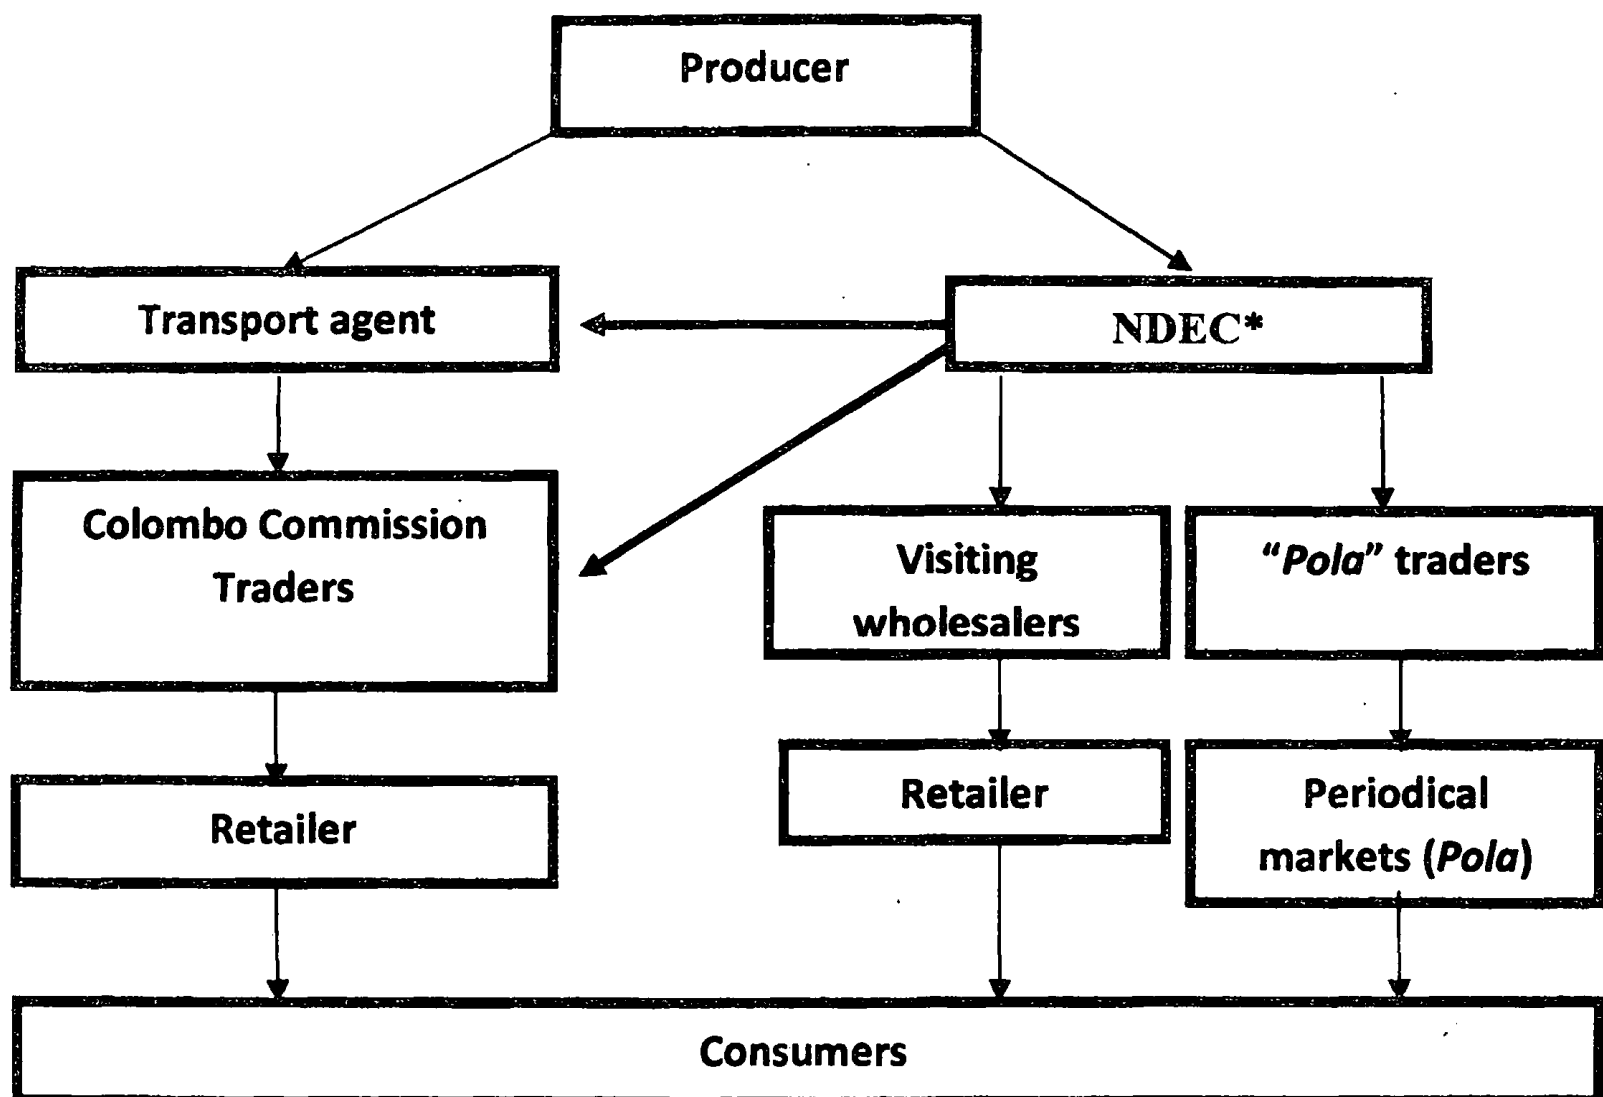 Producer
Transport agent
NDEC*
Colombo Commission
Traders
Visiting
wholesalers
“Pola” traders
Retailer
Retailer
Periodical
markets (Pola)
Consumers